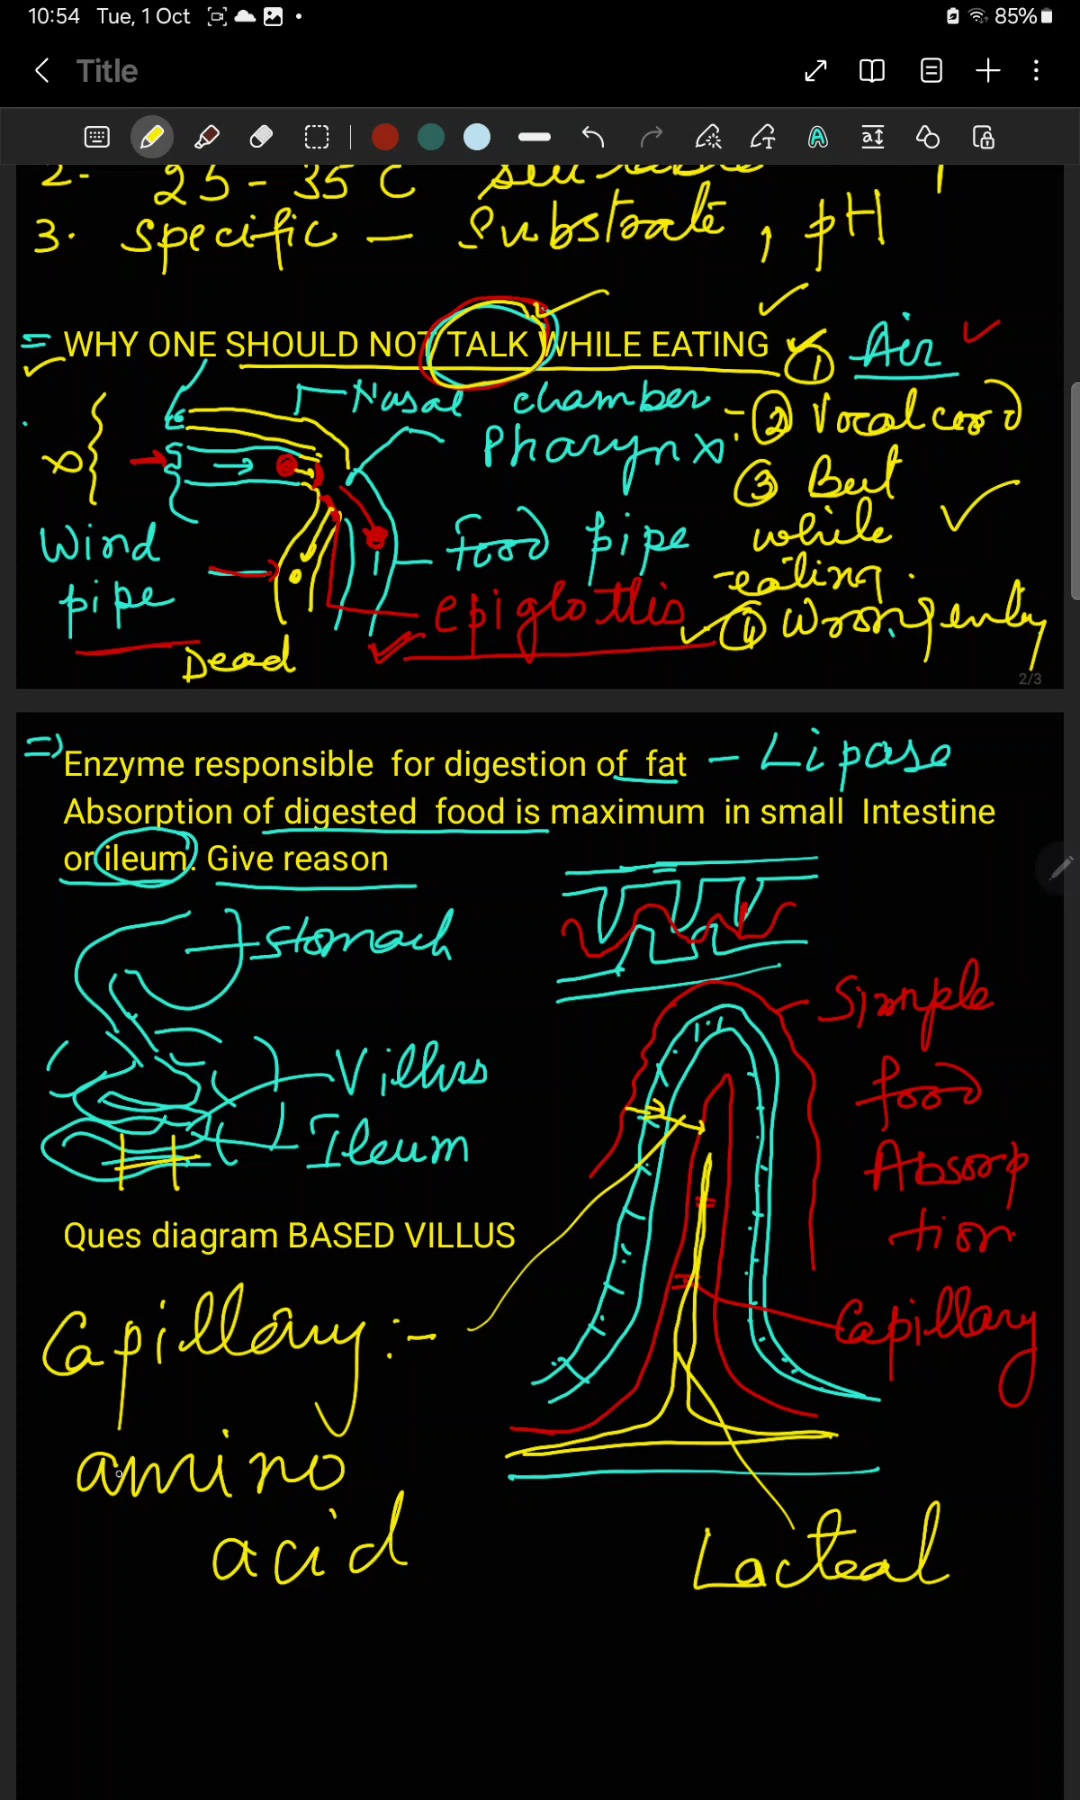 10:54 Tue, 1 Oct
85%
Title
2- 25 - 35 C
3. Specific - Substrate, pH
= WHY ONE SHOULD NOT TALK WHILE EATING ① Air
Nasal chamber
② Vocal cord
Pharynx
③ But
while
eating
Wind
pipe
Food pipe
epiglottis
④ Wrong entry
Dead
2/3
=> Enzyme responsible for digestion of fat - Lipase
Absorption of digested food is maximum in small Intestine
or ileum. Give reason
Stomach
Simple
food
Absorp
tion
Villus
Ileum
Ques diagram BASED VILLUS
Capillary :-
Capillary
amino
acid
Lacteal